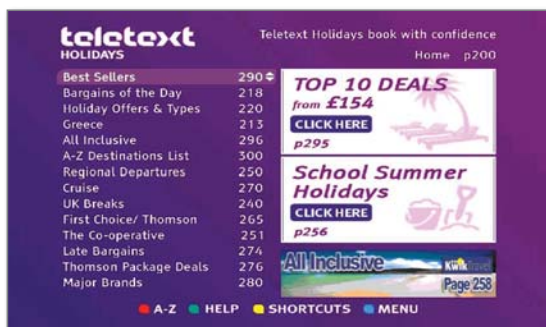 teletext
HOLIDAYS
Teletext Holidays book with confidence
Home p200
Best Sellers 290
Bargains of the Day 218
Holiday Offers & Types 220
Greece 213
All Inclusive 296
A-Z Destinations List 300
Regional Departures 250
Cruise 270
UK Breaks 240
First Choice/ Thomson 265
The Co-operative 251
Late Bargains 274
Thomson Package Deals 276
Major Brands 280
TOP 10 DEALS
from £154
CLICK HERE
p295
School Summer
Holidays
CLICK HERE
p256
All Inclusive
Page 258
A-Z HELP SHORTCUTS MENU